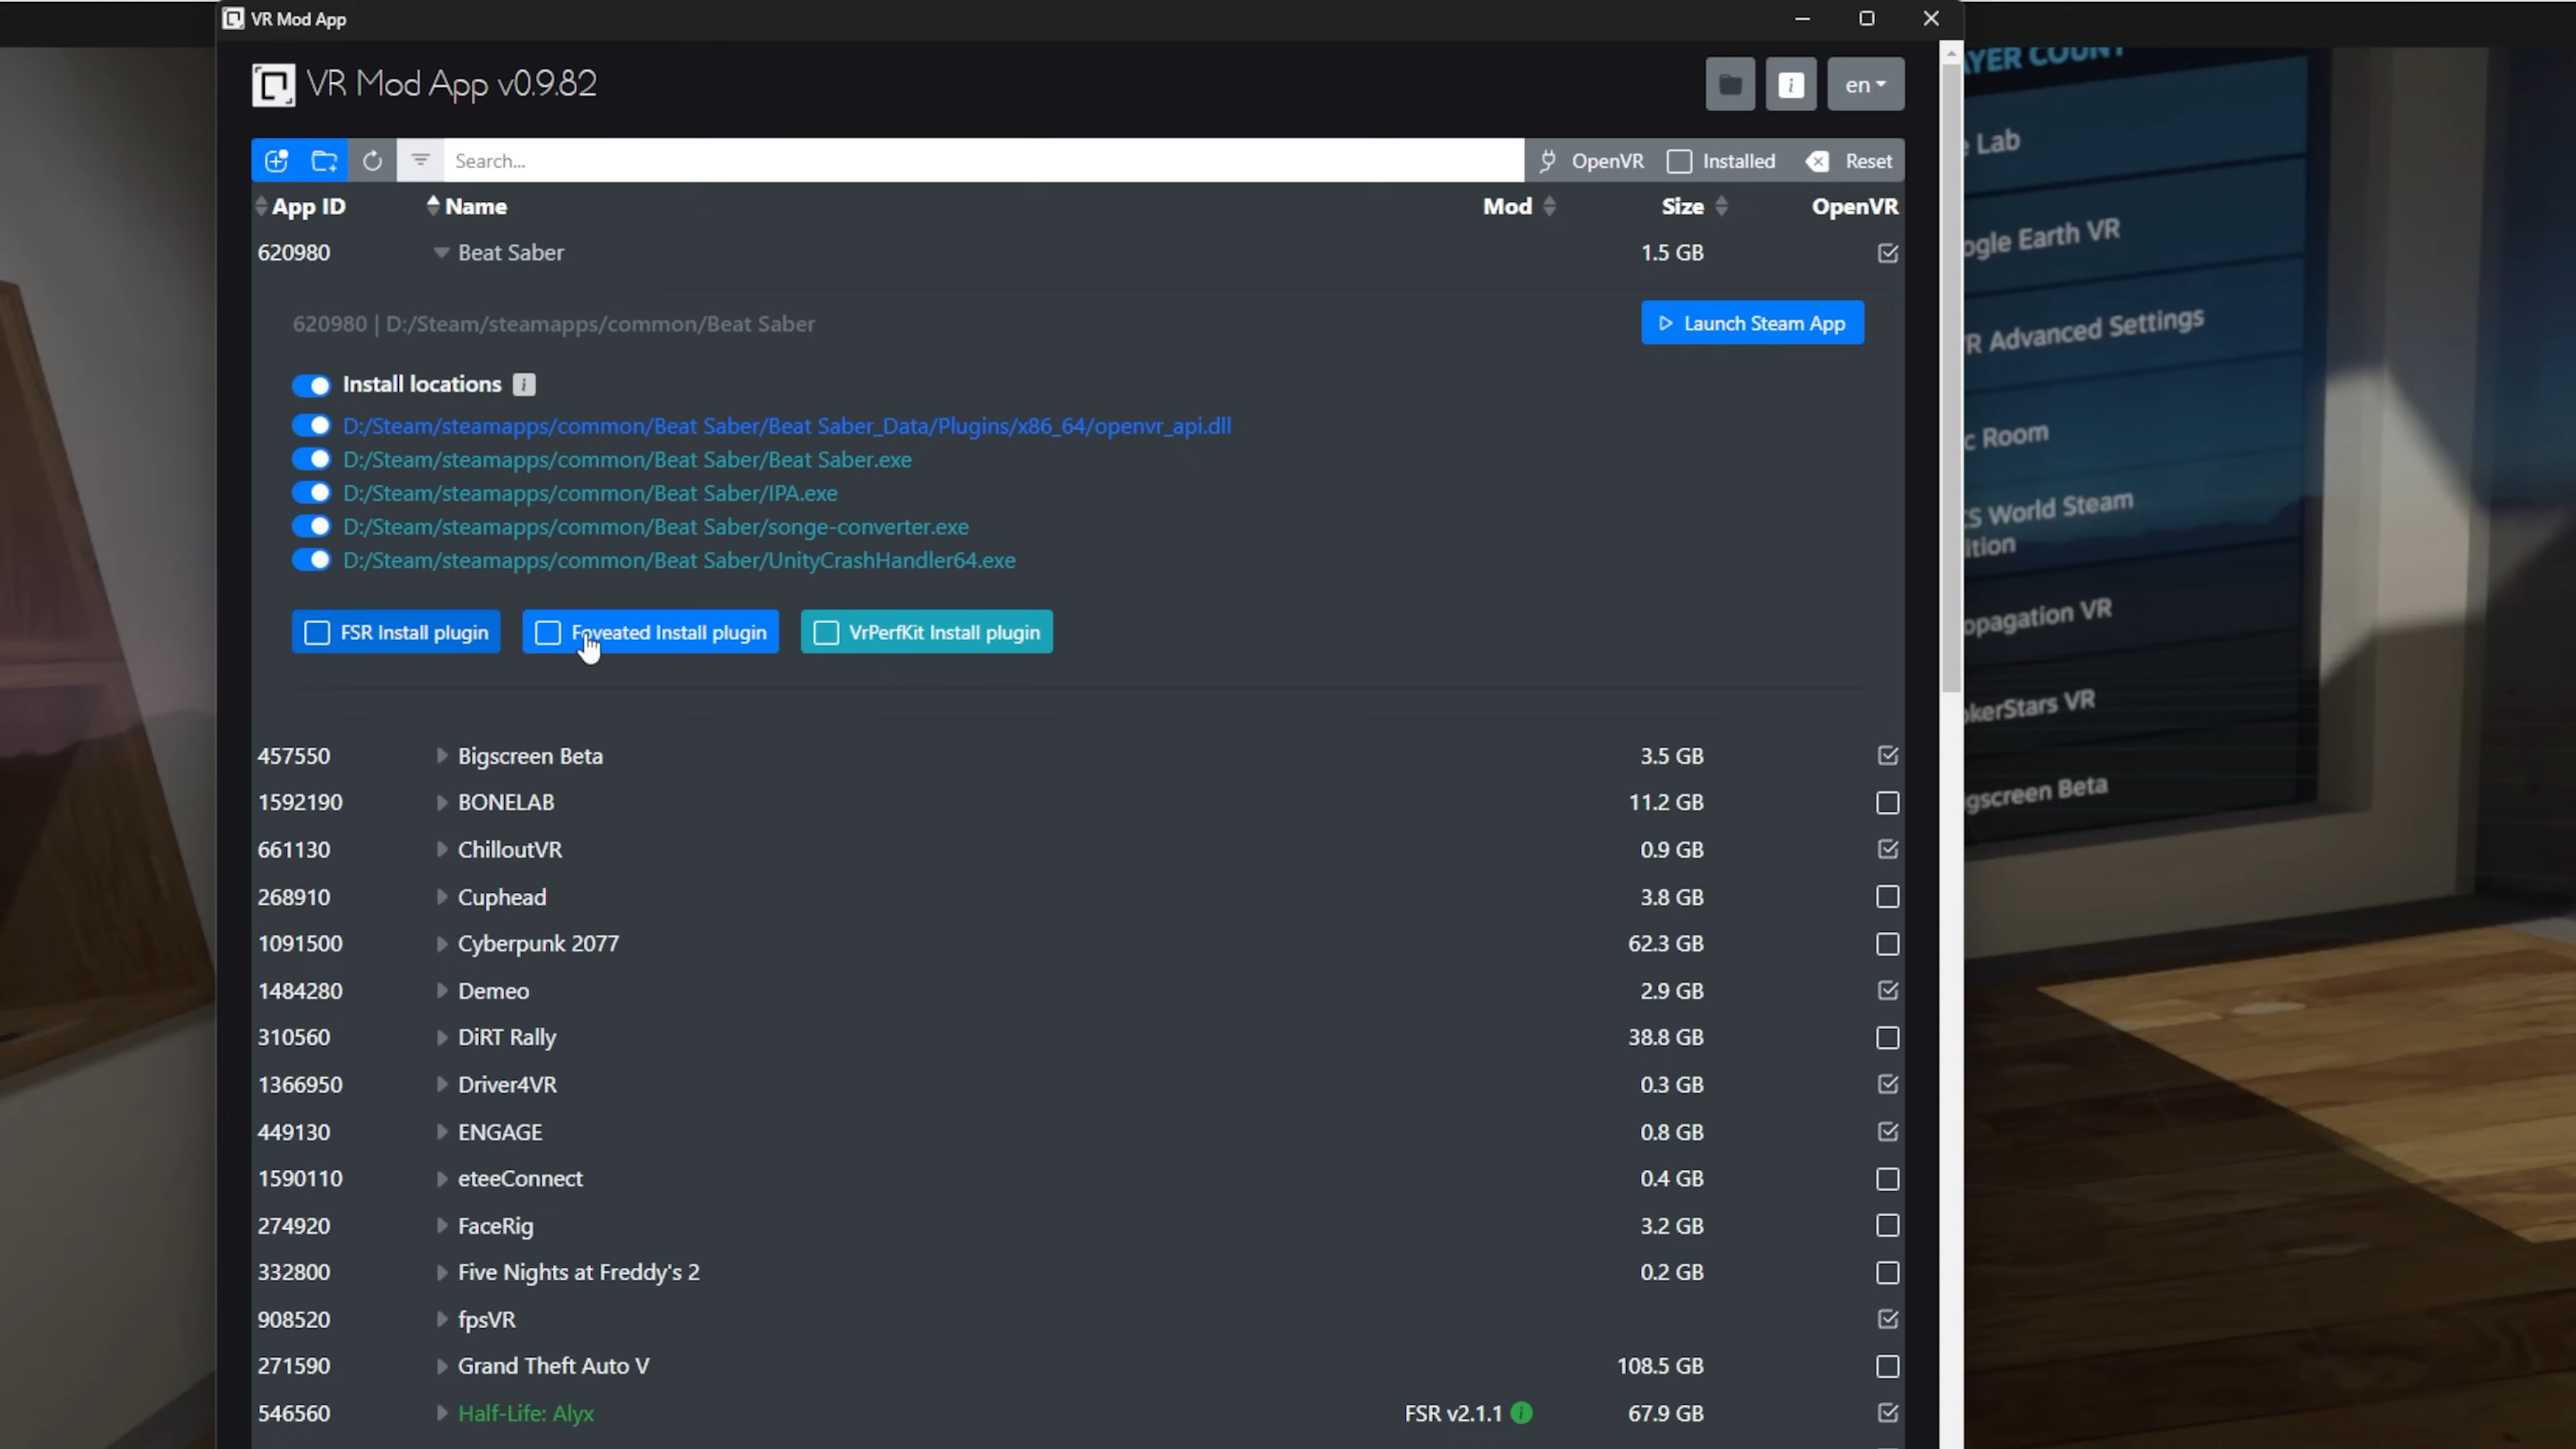 VR Mod App
VR Mod App v0.9.82
en
Search...
OpenVR
Installed
Reset
App ID
Name
Mod
Size
OpenVR
620980
Beat Saber
1.5 GB
620980 | D:/Steam/steamapps/common/Beat Saber
Launch Steam App
Install locations
D:/Steam/steamapps/common/Beat Saber/Beat Saber_Data/Plugins/x86_64/openvr_api.dll
D:/Steam/steamapps/common/Beat Saber/Beat Saber.exe
D:/Steam/steamapps/common/Beat Saber/IPA.exe
D:/Steam/steamapps/common/Beat Saber/songe-converter.exe
D:/Steam/steamapps/common/Beat Saber/UnityCrashHandler64.exe
FSR Install plugin
Foveated Install plugin
VrPerfKit Install plugin
457550 Bigscreen Beta 3.5 GB
1592190 BONELAB 11.2 GB
661130 ChilloutVR 0.9 GB
268910 Cuphead 3.8 GB
1091500 Cyberpunk 2077 62.3 GB
1484280 Demeo 2.9 GB
310560 DiRT Rally 38.8 GB
1366950 Driver4VR 0.3 GB
449130 ENGAGE 0.8 GB
1590110 eteeConnect 0.4 GB
274920 FaceRig 3.2 GB
332800 Five Nights at Freddy's 2 0.2 GB
908520 fpsVR
271590 Grand Theft Auto V 108.5 GB
546560 Half-Life: Alyx FSR v2.1.1 67.9 GB
AYER COUNT
e Lab
ogle Earth VR
R Advanced Settings
c Room
CS World Steam
ition
opagation VR
okerStars VR
igscreen Beta